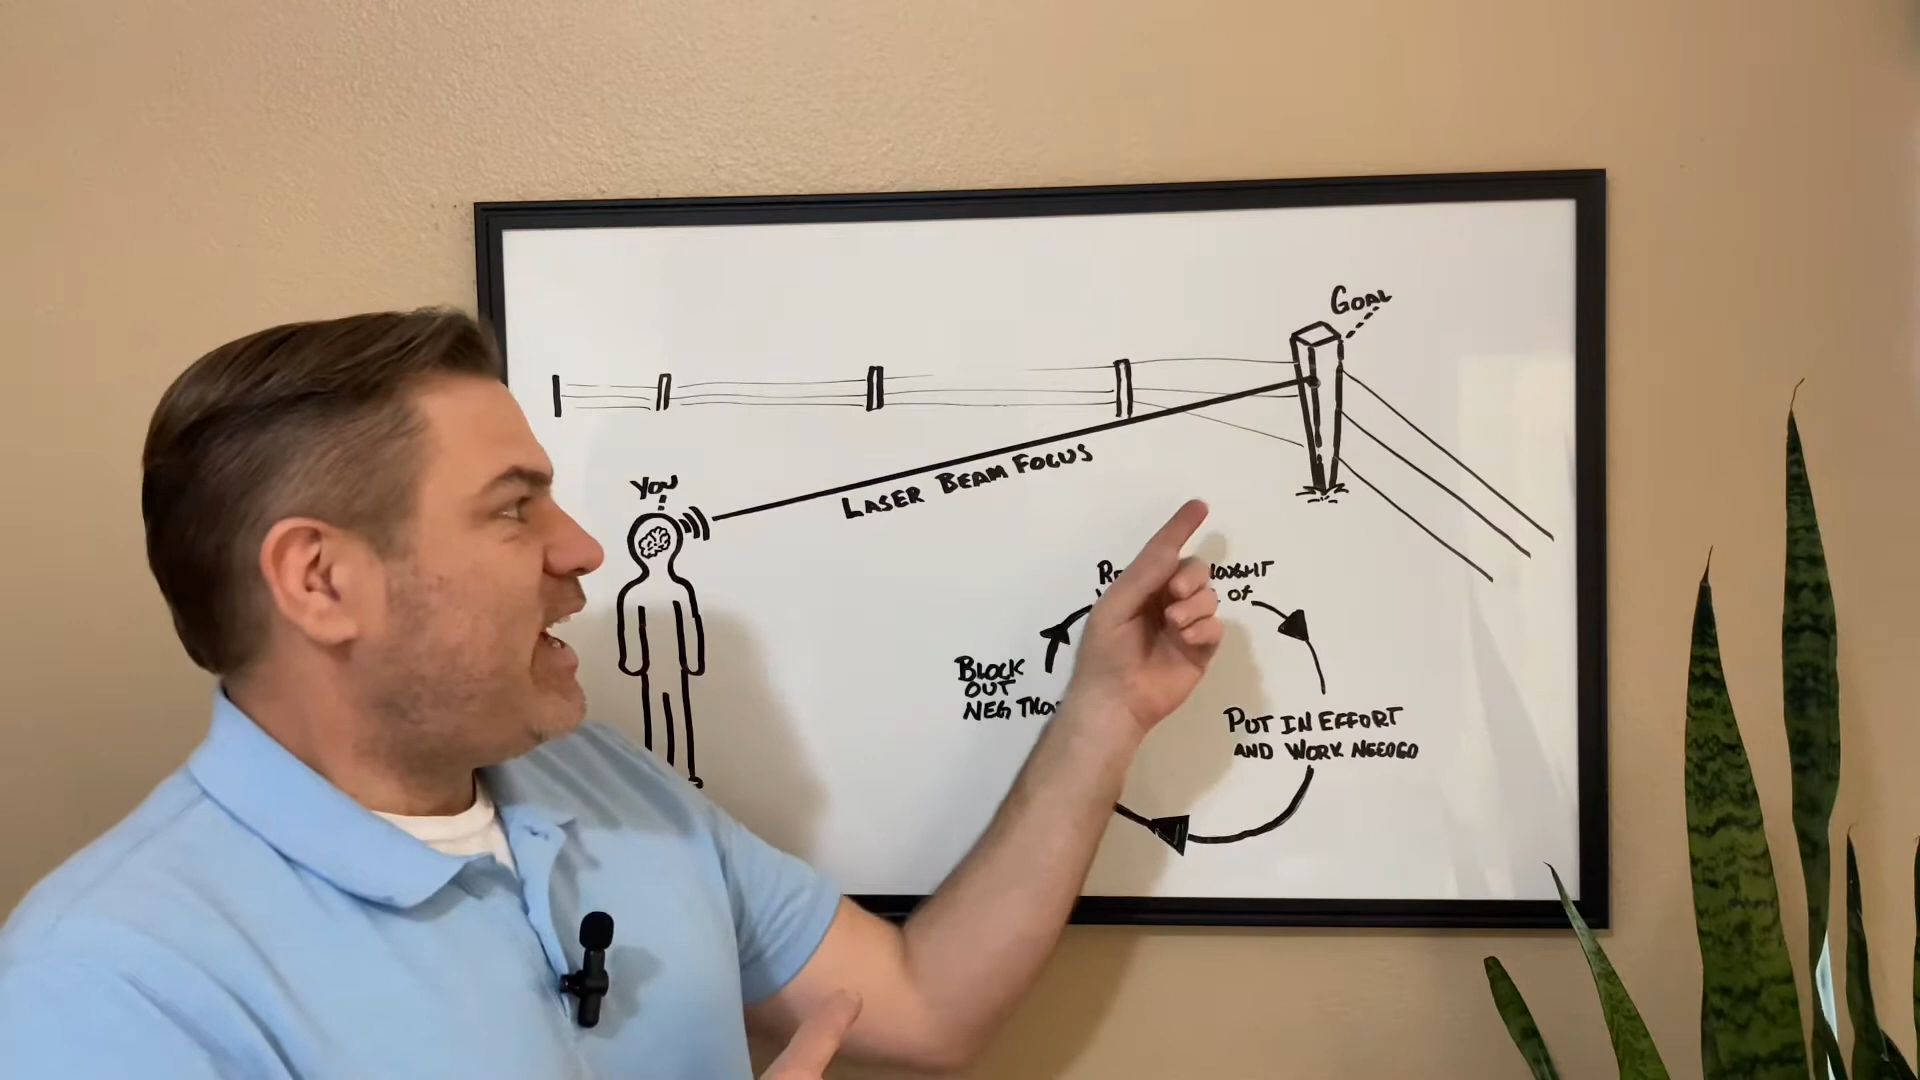 GOAL
YOU
LASER BEAM FOCUS
OF
BLOCK
OUT
NEG
PUT IN EFFORT
AND WORK NEEDED